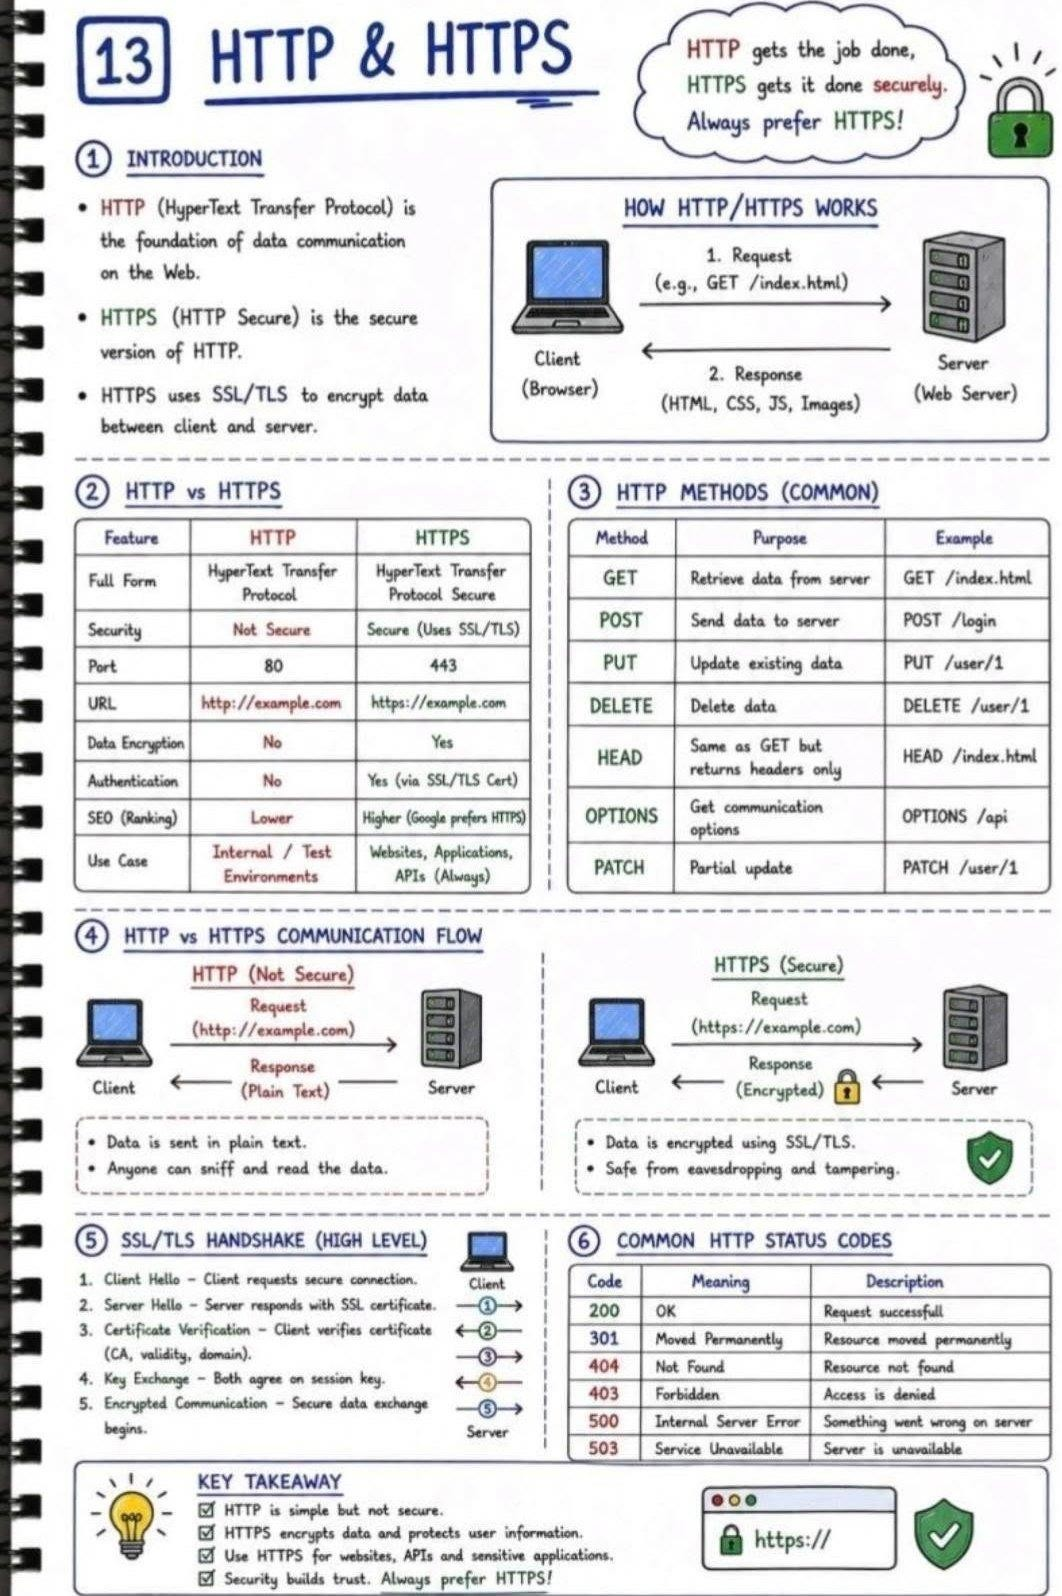 13
HTTP & HTTPS
HTTP gets the job done,
HTTPS gets it done securely.
Always prefer HTTPS!
1 INTRODUCTION
• HTTP (HyperText Transfer Protocol) is
the foundation of data communication
on the Web.
• HTTPS (HTTP Secure) is the secure
version of HTTP.
• HTTPS uses SSL/TLS to encrypt data
between client and server.
HOW HTTP/HTTPS WORKS
1. Request
(e.g., GET /index.html)
Client
(Browser)
2. Response
(HTML, CSS, JS, Images)
Server
(Web Server)
2 HTTP vs HTTPS
Feature HTTP HTTPS
Full Form HyperText Transfer Protocol HyperText Transfer Protocol Secure
Security Not Secure Secure (Uses SSL/TLS)
Port 80 443
URL http://example.com https://example.com
Data Encryption No Yes
Authentication No Yes (via SSL/TLS Cert)
SEO (Ranking) Lower Higher (Google prefers HTTPS)
Use Case Internal / Test Environments Websites, Applications, APIs (Always)
3 HTTP METHODS (COMMON)
Method Purpose Example
GET Retrieve data from server GET /index.html
POST Send data to server POST /login
PUT Update existing data PUT /user/1
DELETE Delete data DELETE /user/1
HEAD Same as GET but returns headers only HEAD /index.html
OPTIONS Get communication options OPTIONS /api
PATCH Partial update PATCH /user/1
4 HTTP vs HTTPS COMMUNICATION FLOW
HTTP (Not Secure)
Request
(http://example.com)
Response
(Plain Text)
Client
Server
• Data is sent in plain text.
• Anyone can sniff and read the data.
HTTPS (Secure)
Request
(https://example.com)
Response
(Encrypted)
Client
Server
• Data is encrypted using SSL/TLS.
• Safe from eavesdropping and tampering.
5 SSL/TLS HANDSHAKE (HIGH LEVEL)
1. Client Hello – Client requests secure connection.
2. Server Hello – Server responds with SSL certificate.
3. Certificate Verification – Client verifies certificate
(CA, validity, domain).
4. Key Exchange – Both agree on session key.
5. Encrypted Communication – Secure data exchange
begins.
Client
1
2
3
4
5
Server
6 COMMON HTTP STATUS CODES
Code Meaning Description
200 OK Request successfull
301 Moved Permanently Resource moved permanently
404 Not Found Resource not found
403 Forbidden Access is denied
500 Internal Server Error Something went wrong on server
503 Service Unavailable Server is unavailable
KEY TAKEAWAY
HTTP is simple but not secure.
HTTPS encrypts data and protects user information.
Use HTTPS for websites, APIs and sensitive applications.
Security builds trust. Always prefer HTTPS!
https://